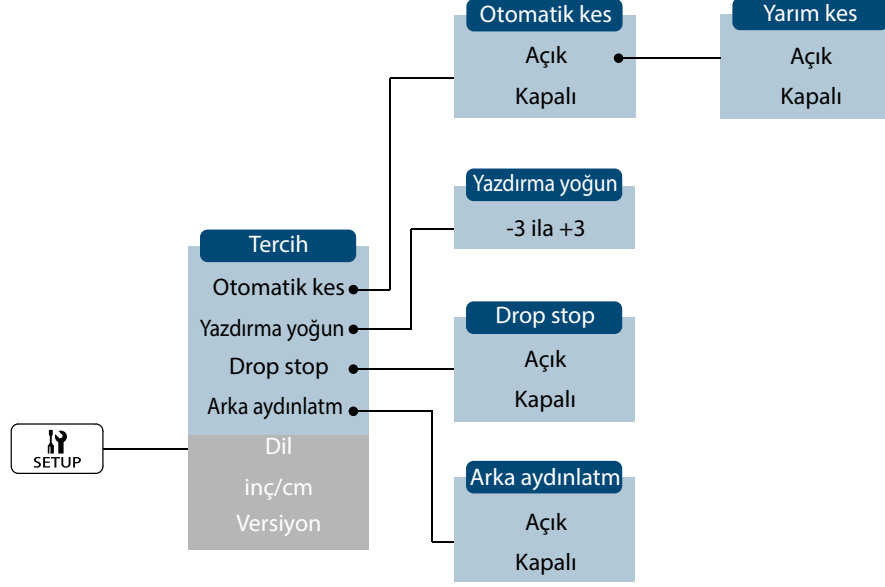 Otomatik kes
Açık
Kapalı
Yarım kes
Açık
Kapalı
Yazdırma yoğun
-3 ila +3
Tercih
Otomatik kes
Yazdırma yoğun
Drop stop
Arka aydınlatm
Dil
inç/cm
Versiyon
SETUP
Drop stop
Açık
Kapalı
Arka aydınlatm
Açık
Kapalı